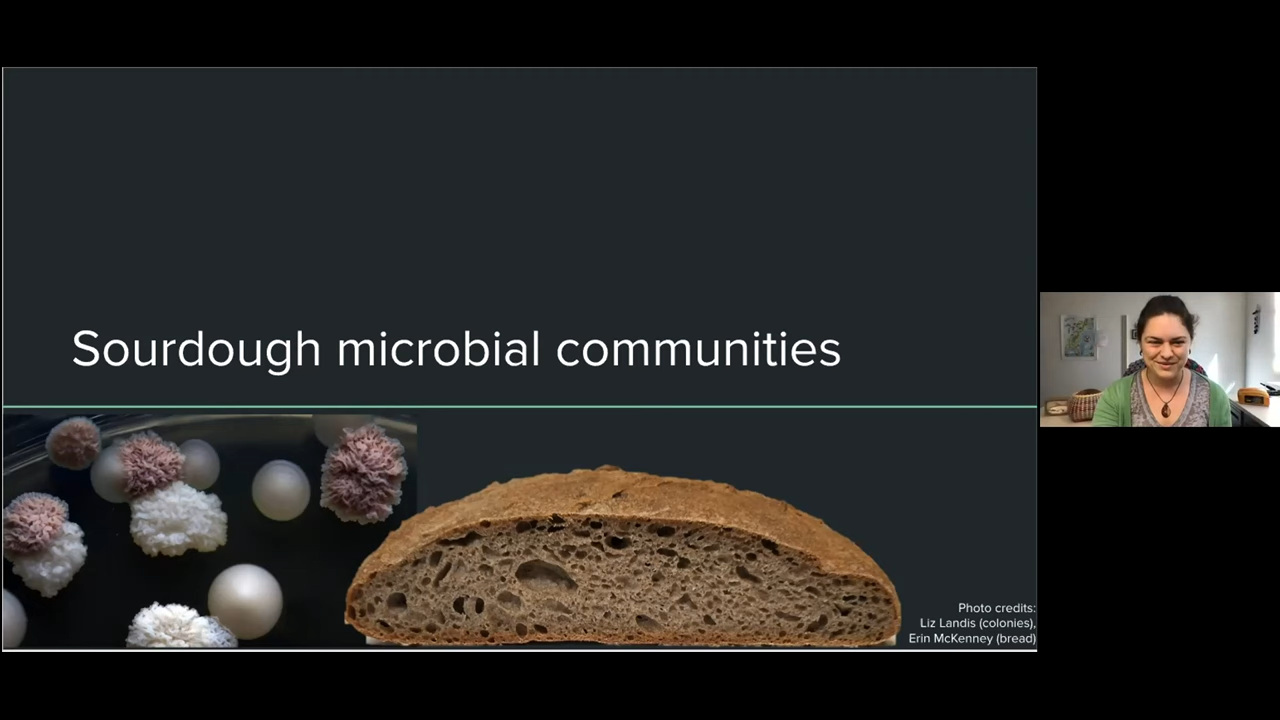 Sourdough microbial communities
Photo credits:
Liz Landis (colonies),
Erin McKenney (bread)